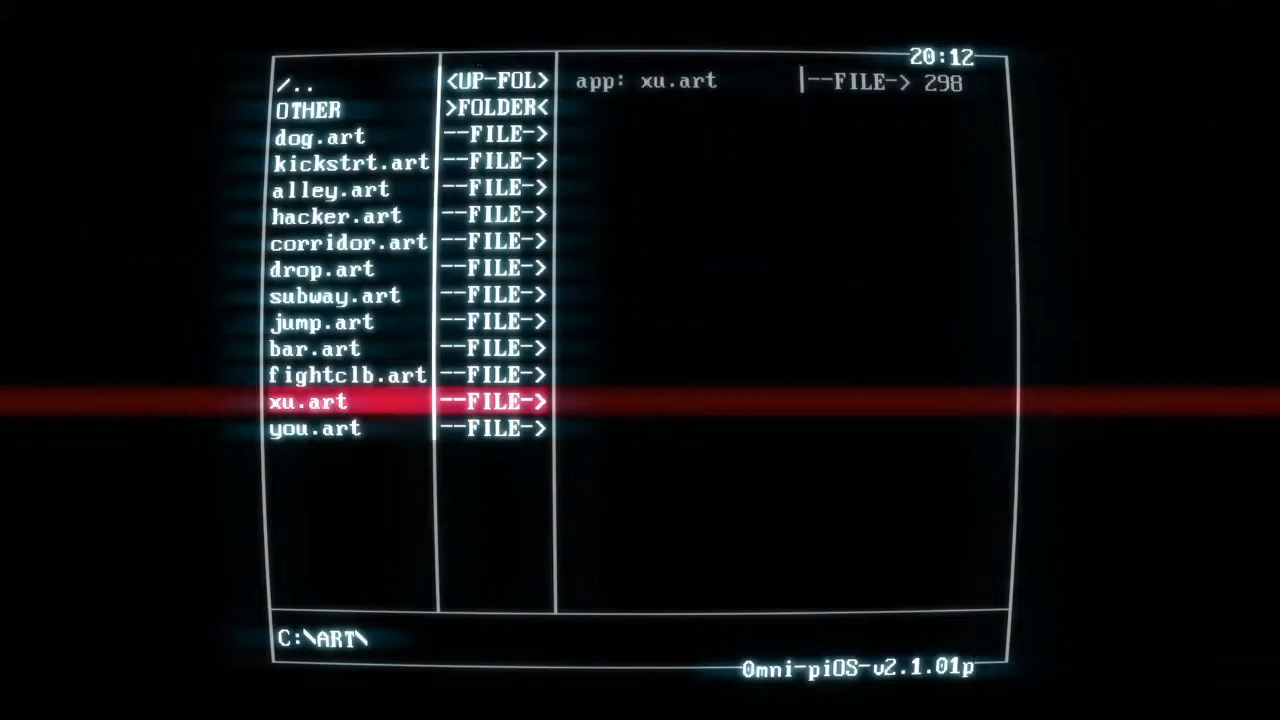 20:12
/.. <UP-FOL> app: xu.art |--FILE-> 298
OTHER >FOLDER<
dog.art --FILE->
kickstrt.art --FILE->
alley.art --FILE->
hacker.art --FILE->
corridor.art --FILE->
drop.art --FILE->
subway.art --FILE->
jump.art --FILE->
bar.art --FILE->
fightclb.art --FILE->
xu.art --FILE->
you.art --FILE->
C:\ART\
0mni-piOS-v2.1.01p